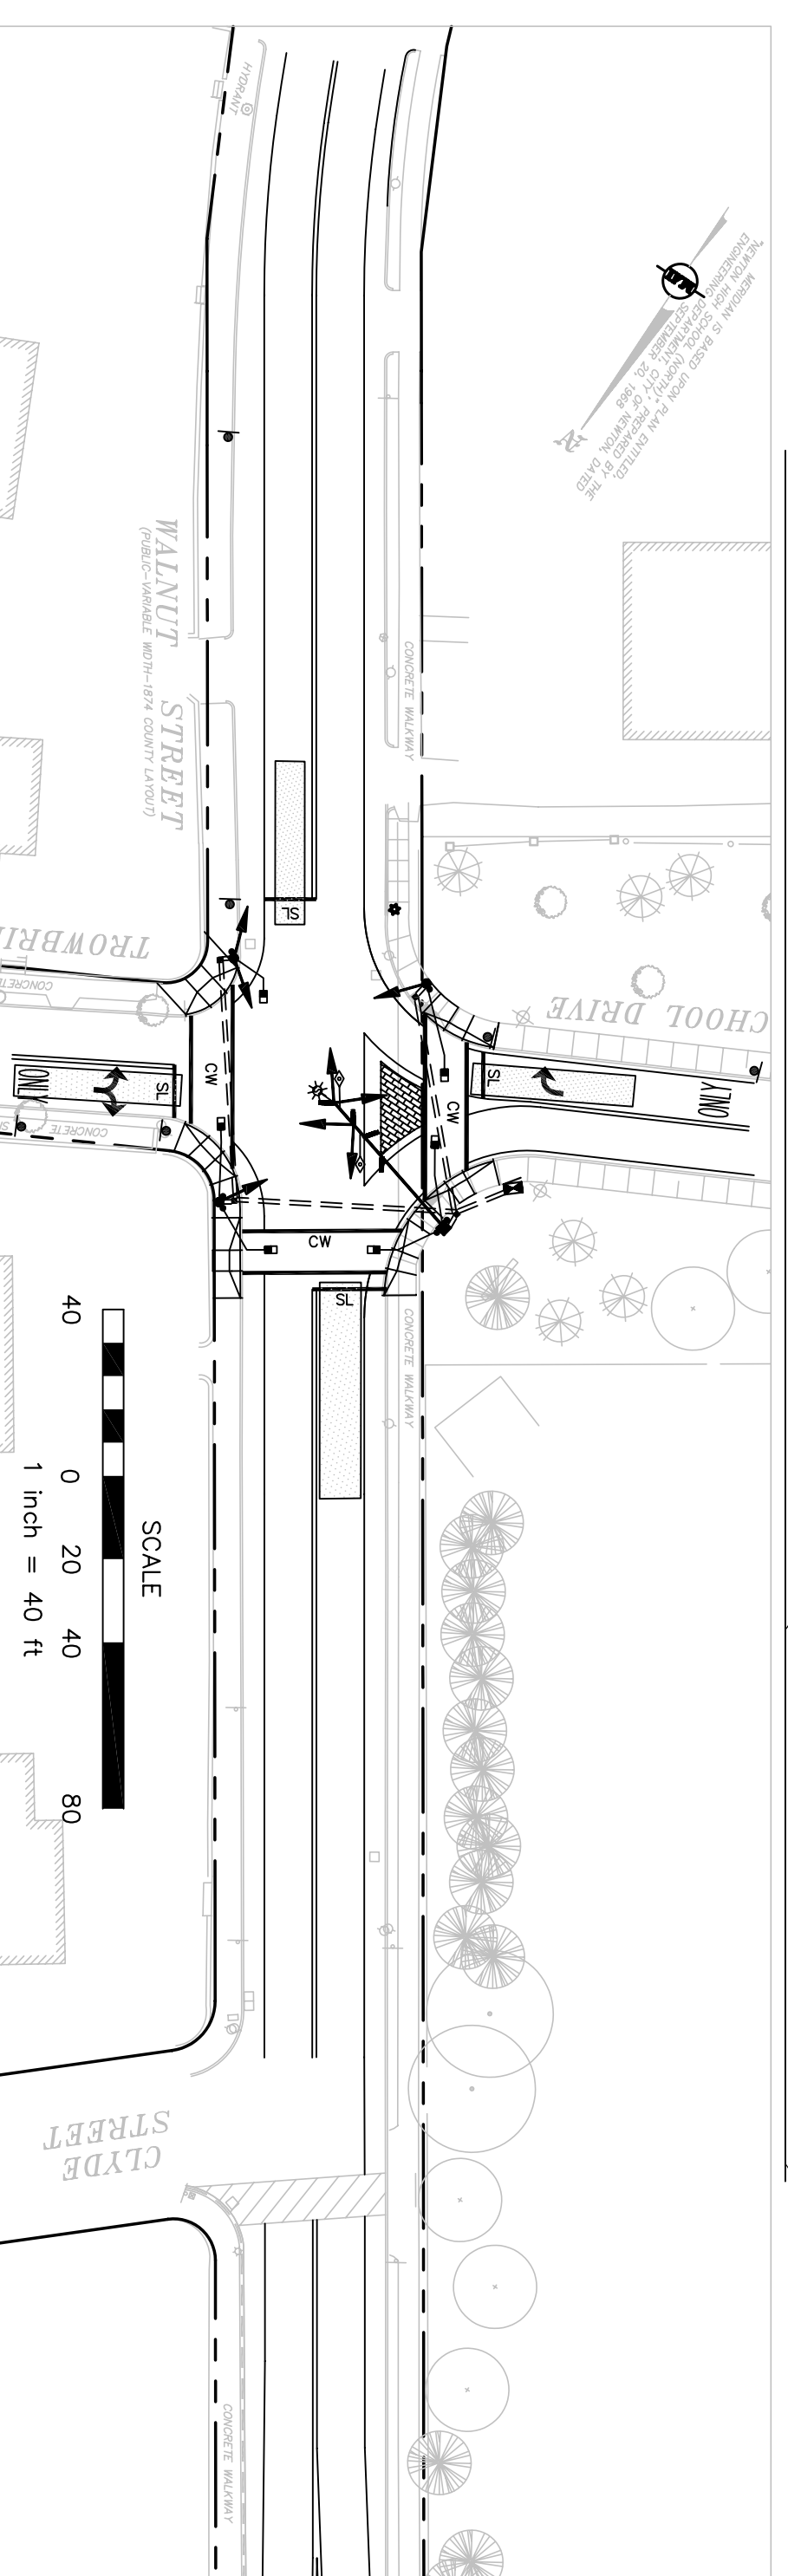 HYDRANT
MERIDIAN IS BASED UPON PLAN ENTITLED,
"NEWTON HIGH SCHOOL (NORTH)", PREPARED BY THE
ENGINEERING DEPARTMENT, CITY OF NEWTON, DATED
SEPTEMBER 20, 1968
N
WALNUT STREET
(PUBLIC-VARIABLE WIDTH-1874 COUNTY LAYOUT)
CONCRETE WALKWAY
SL
TROWBRI
CONCRETE
CHOOL DRIVE
ONLY
SL
CW
CW
SL
ONLY
CONCRETE
CW
SL
CONCRETE WALKWAY
SCALE
40 0 20 40 80
1 inch = 40 ft
CLYDE
STREET
CONCRETE WALKWAY